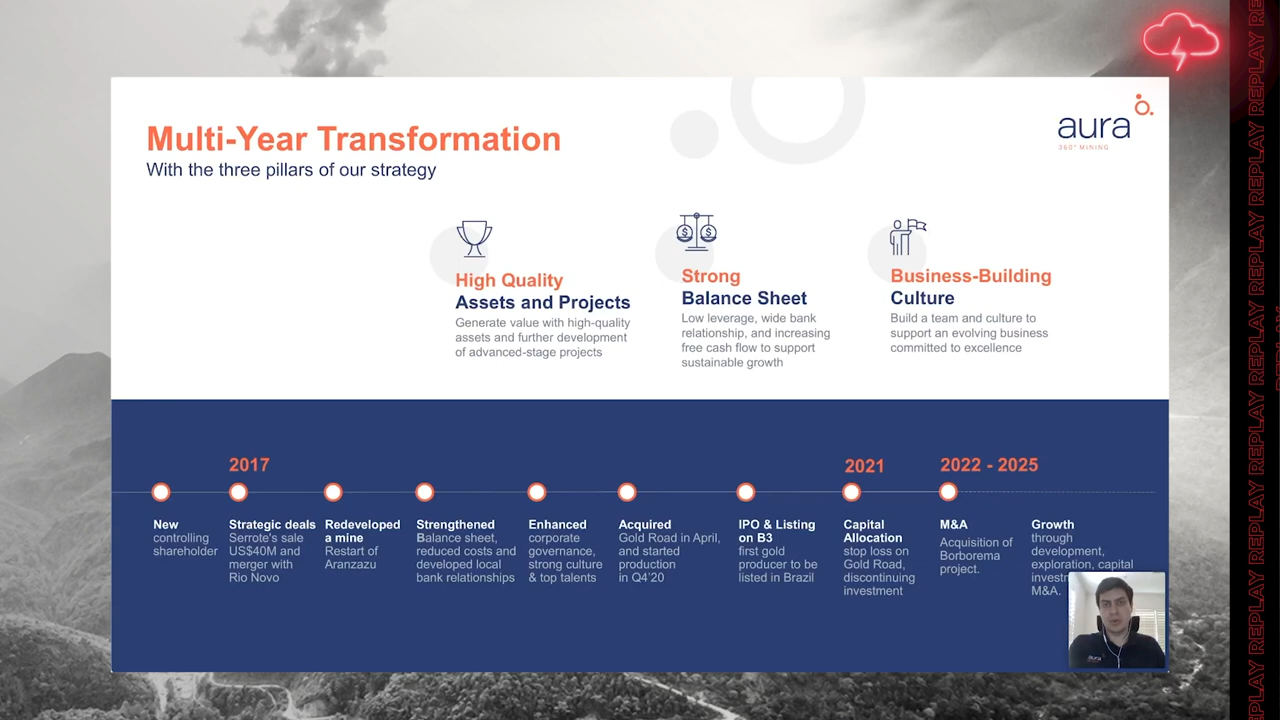 Multi-Year Transformation
With the three pillars of our strategy
aura
360° MINING
High Quality
Assets and Projects
Generate value with high-quality
assets and further development
of advanced-stage projects
Strong
Balance Sheet
Low leverage, wide bank
relationship, and increasing
free cash flow to support
sustainable growth
Business-Building
Culture
Build a team and culture to
support an evolving business
committed to excellence
2017
2021
2022 - 2025
New
controlling
shareholder
Strategic deals
Serrote's sale
US$40M and
merger with
Rio Novo
Redeveloped
a mine
Restart of
Aranzazu
Strengthened
Balance sheet,
reduced costs and
developed local
bank relationships
Enhanced
corporate
governance,
strong culture
& top talents
Acquired
Gold Road in April,
and started
production
in Q4'20
IPO & Listing
on B3
first gold
producer to be
listed in Brazil
Capital
Allocation
stop loss on
Gold Road,
discontinuing
investment
M&A
Acquisition of
Borborema
project.
Growth
through
development,
exploration, capital
M&A.
aura
REPLAY REPLAY REPLAY REPLAY REPLAY REPLAY REPLAY REPLAY REPLAY